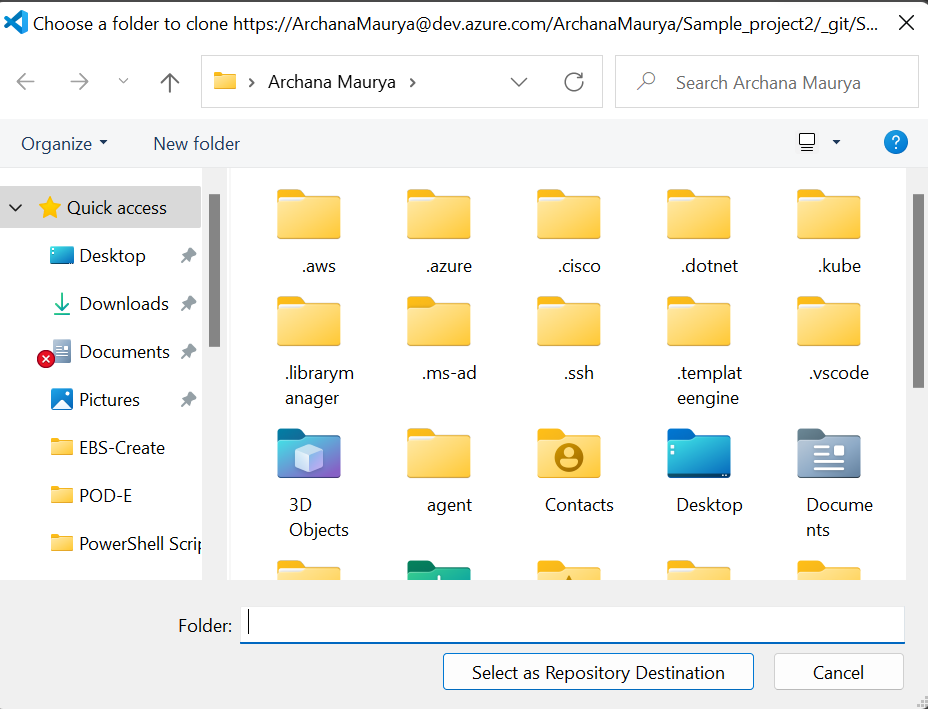 Choose a folder to clone https://ArchanaMaurya@dev.azure.com/ArchanaMaurya/Sample_project2/_git/S...
Archana Maurya
Search Archana Maurya
Organize
New folder
?
Quick access
Desktop
Downloads
Documents
Pictures
EBS-Create
POD-E
PowerShell Scrip
.aws
.azure
.cisco
.dotnet
.kube
.librarym
anager
.ms-ad
.ssh
.templat
eengine
.vscode
3D
Objects
agent
Contacts
Desktop
Docume
nts
Folder:
Select as Repository Destination
Cancel